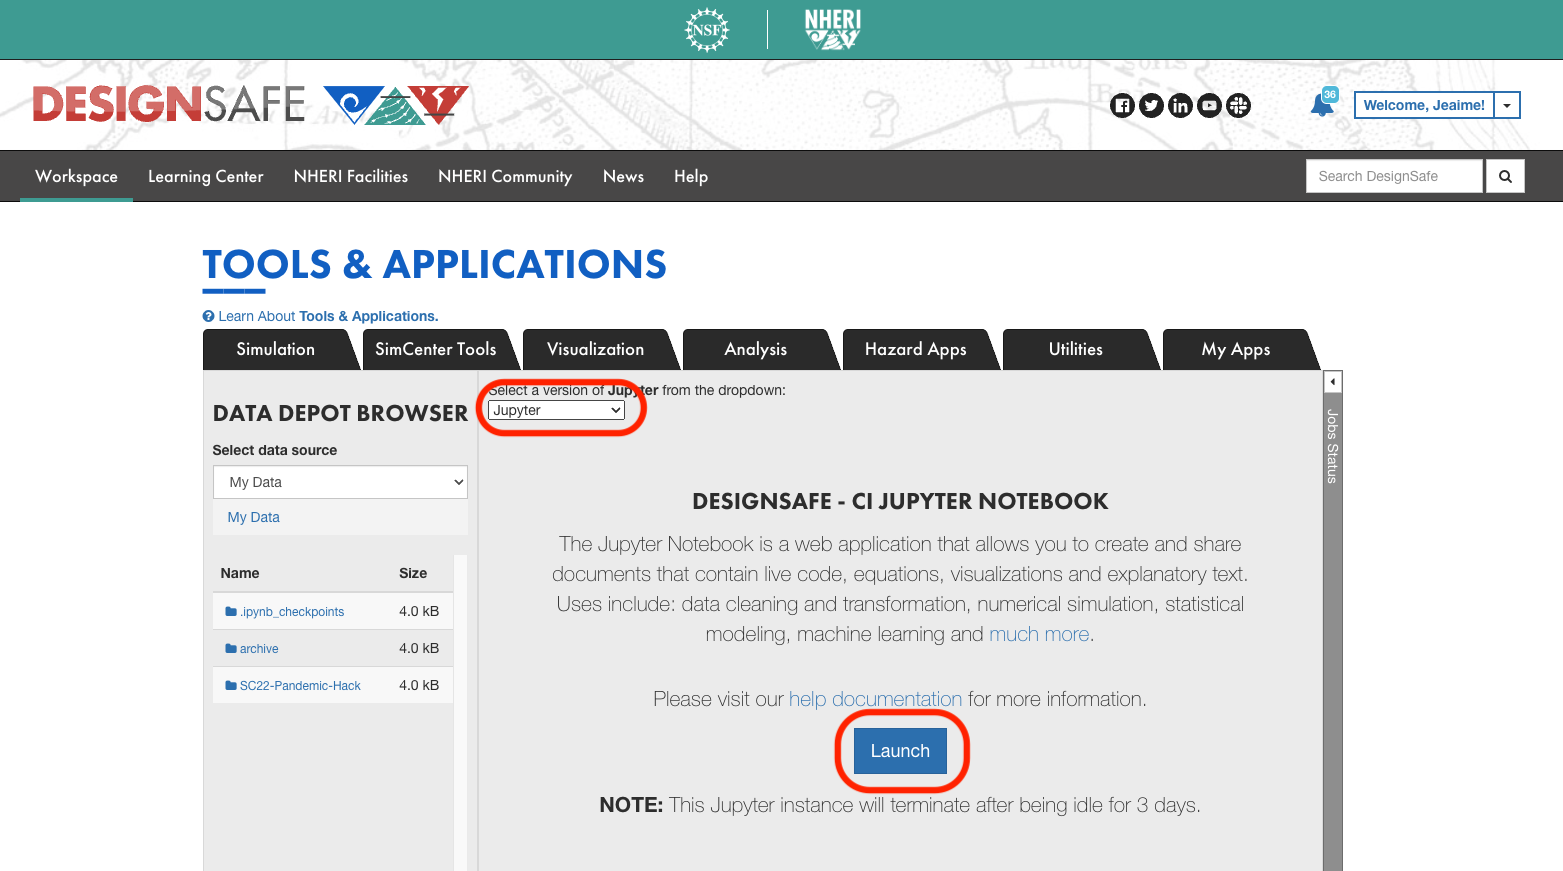 NSF
NHERI
DESIGNSAFE
36
Welcome, Jeaime!
Workspace Learning Center NHERI Facilities NHERI Community News Help
Search DesignSafe
TOOLS & APPLICATIONS
Learn About Tools & Applications.
Simulation SimCenter Tools Visualization Analysis Hazard Apps Utilities My Apps
DATA DEPOT BROWSER
Select data source
My Data
My Data
Name Size
.ipynb_checkpoints 4.0 kB
archive 4.0 kB
SC22-Pandemic-Hack 4.0 kB
Select a version of Jupyter from the dropdown:
Jupyter
DESIGNSAFE - CI JUPYTER NOTEBOOK
The Jupyter Notebook is a web application that allows you to create and share
documents that contain live code, equations, visualizations and explanatory text.
Uses include: data cleaning and transformation, numerical simulation, statistical
modeling, machine learning and much more.
Please visit our help documentation for more information.
Launch
NOTE: This Jupyter instance will terminate after being idle for 3 days.
Jobs Status